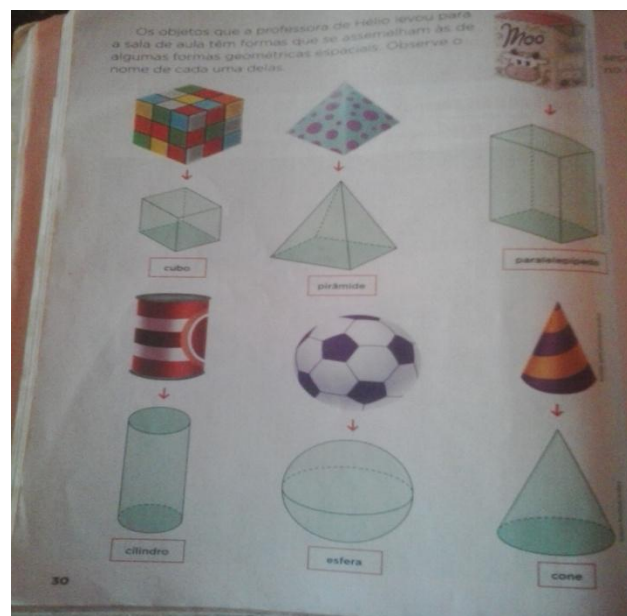 Os objetos que a professora de Hélio levou para
a sala de aula têm formas que se assemelham às de
algumas formas geométricas espaciais. Observe o
nome de cada uma delas.
Moo
cubo
pirâmide
paralelepípedo
cilindro
esfera
cone
30